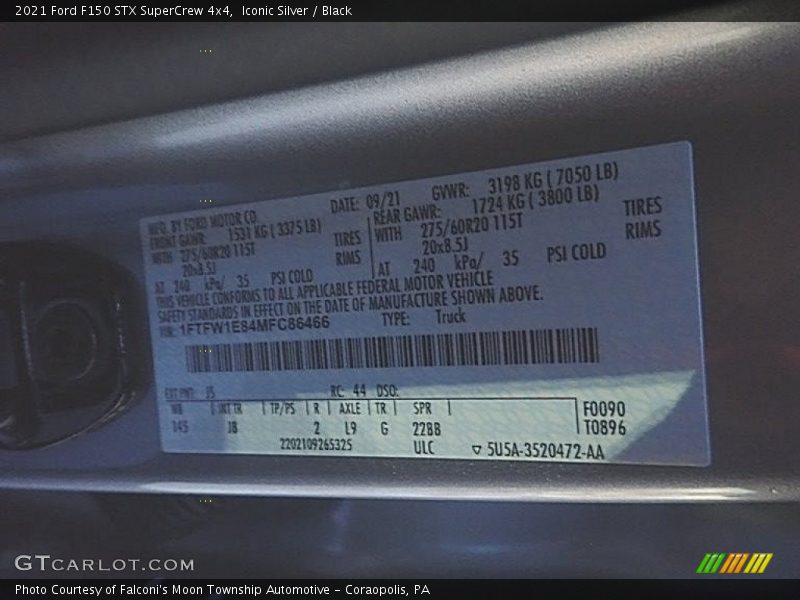 2021 Ford F150 STX SuperCrew 4x4, Iconic Silver / Black
MFD. BY FORD MOTOR CO.
DATE: 09/21
GVWR: 3198 KG ( 7050 LB)
FRONT GAWR: 1531 KG ( 3375 LB)
REAR GAWR: 1724 KG ( 3800 LB)
WITH 275/60R20 115T TIRES
WITH 275/60R20 115T TIRES
20x8.5J RIMS
20x8.5J RIMS
AT 240 kPa/ 35 PSI COLD
AT 240 kPa/ 35 PSI COLD
THIS VEHICLE CONFORMS TO ALL APPLICABLE FEDERAL MOTOR VEHICLE
SAFETY STANDARDS IN EFFECT ON THE DATE OF MANUFACTURE SHOWN ABOVE.
VIN: 1FTFW1E84MFC86466
TYPE: Truck
EXT PNT: JS RC: 44 DSO:
WB INT TR TP/PS R AXLE TR SPR
145 JB 2 L9 G 22BB
F0090
T0896
2202109265325 ULC ▽ 5U5A-3520472-AA
GTCARLOT.COM
Photo Courtesy of Falconi's Moon Township Automotive - Coraopolis, PA